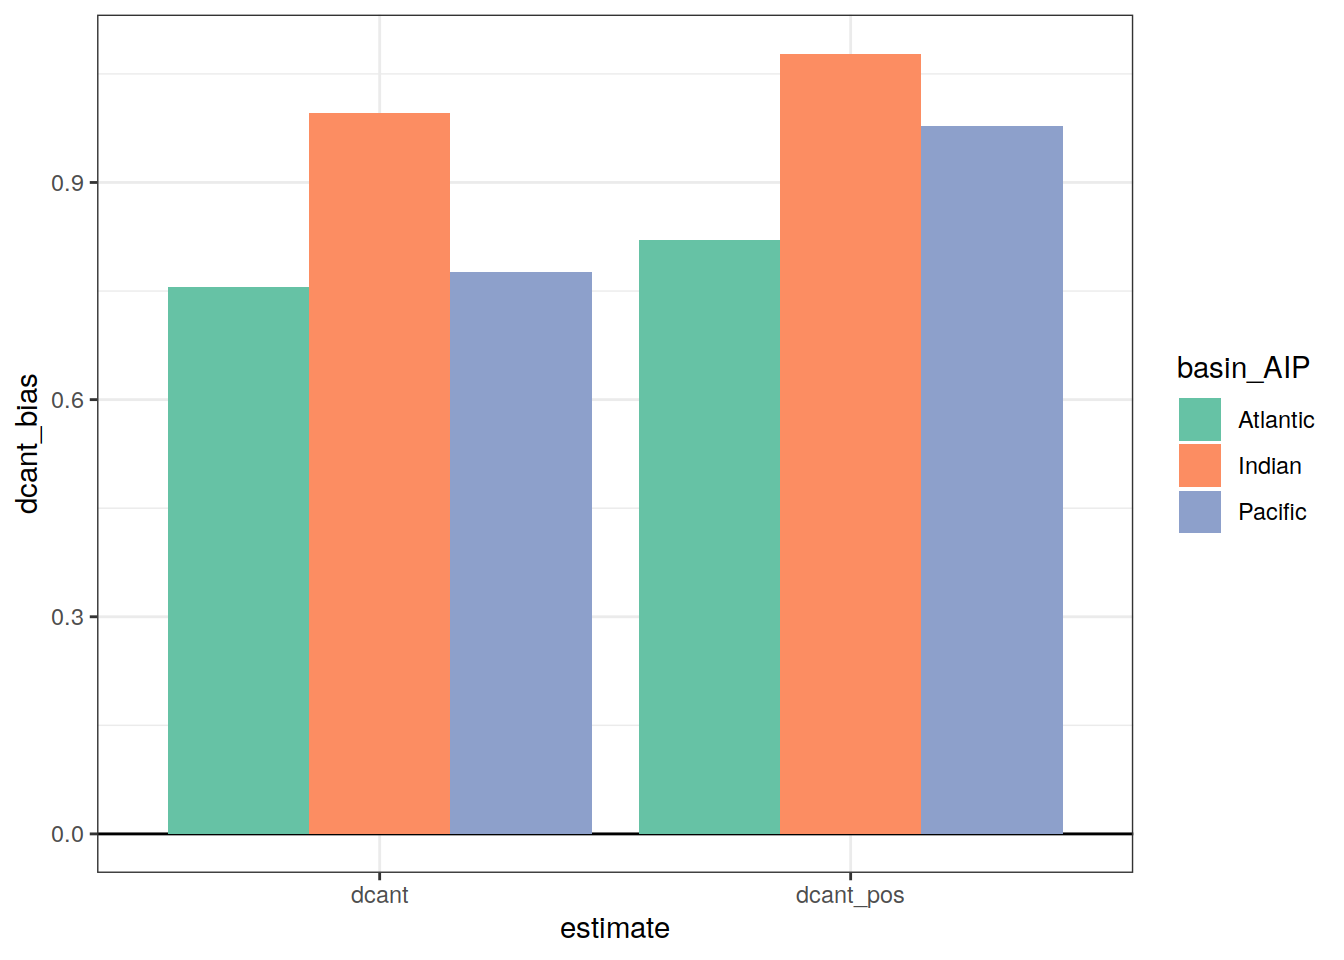 dcant_bias
0.9
0.6
0.3
0.0
dcant
dcant_pos
estimate
basin_AIP
Atlantic
Indian
Pacific